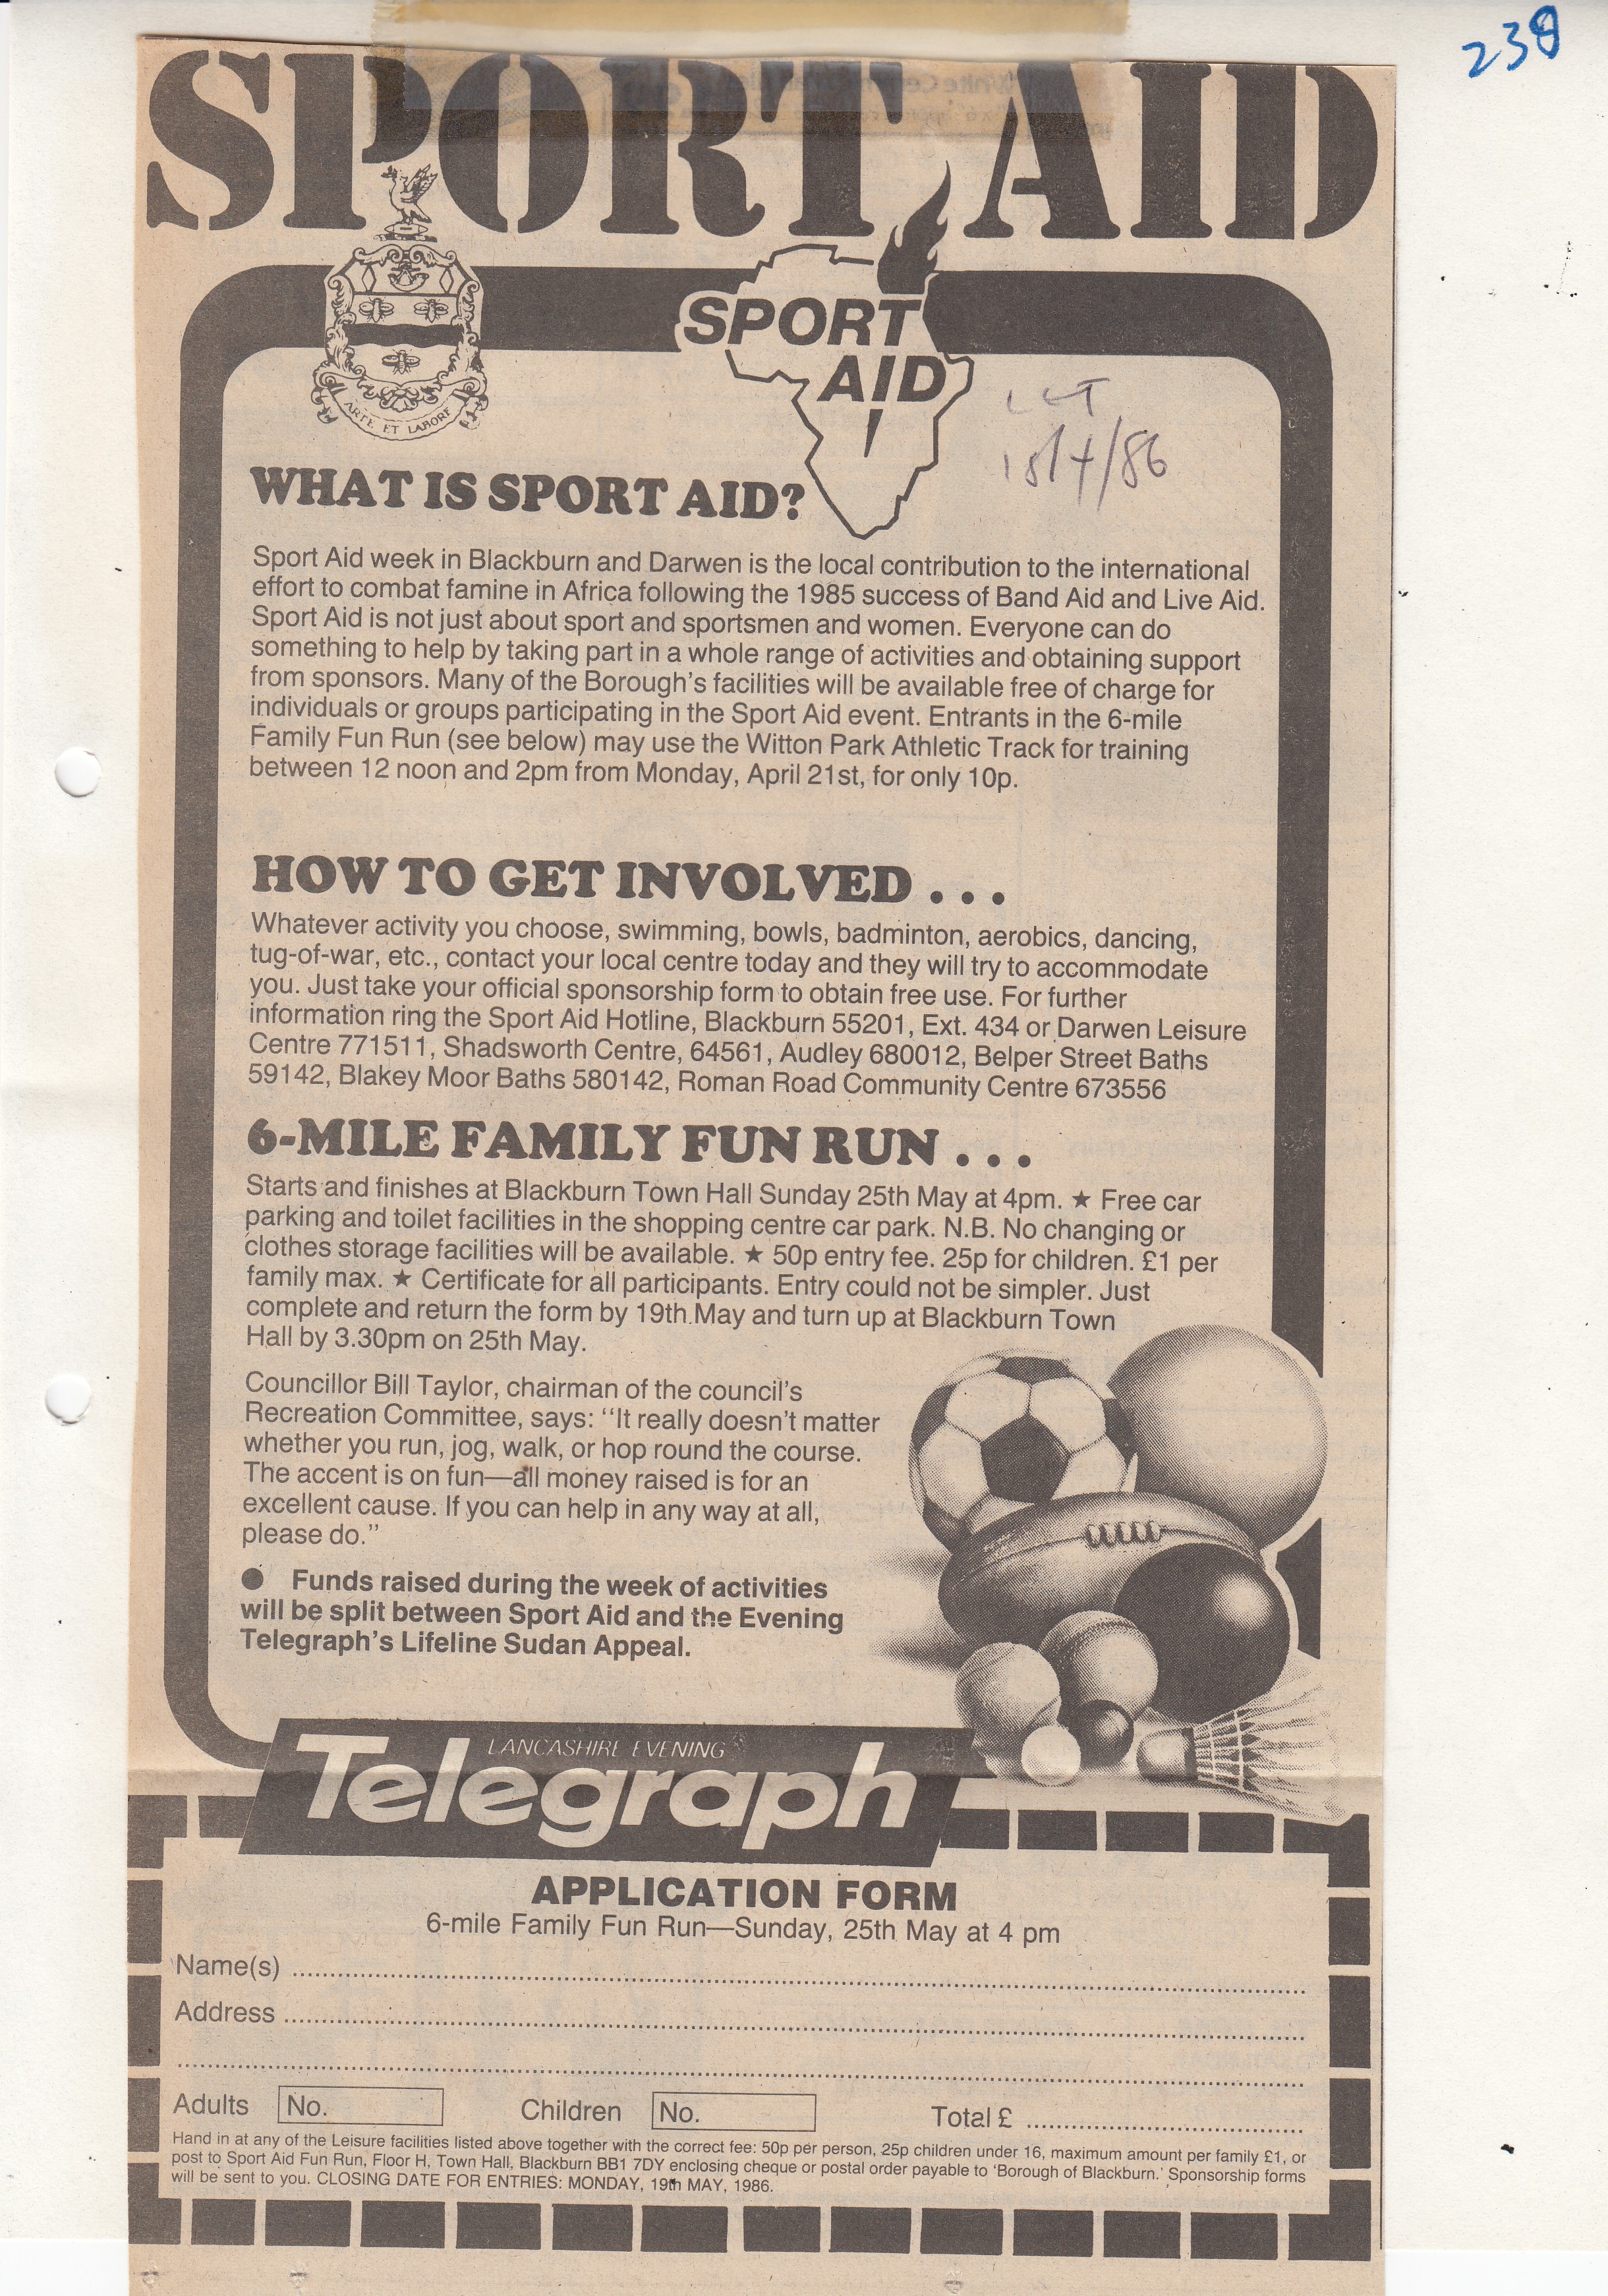 238
SPORT AID
SPORT
AID
ARTE ET LABORE
LET
15/4/86
WHAT IS SPORT AID?
Sport Aid week in Blackburn and Darwen is the local contribution to the international
effort to combat famine in Africa following the 1985 success of Band Aid and Live Aid.
Sport Aid is not just about sport and sportsmen and women. Everyone can do
something to help by taking part in a whole range of activities and obtaining support
from sponsors. Many of the Borough's facilities will be available free of charge for
individuals or groups participating in the Sport Aid event. Entrants in the 6-mile
Family Fun Run (see below) may use the Witton Park Athletic Track for training
between 12 noon and 2pm from Monday, April 21st, for only 10p.
HOW TO GET INVOLVED . . .
Whatever activity you choose, swimming, bowls, badminton, aerobics, dancing,
tug-of-war, etc., contact your local centre today and they will try to accommodate
you. Just take your official sponsorship form to obtain free use. For further
information ring the Sport Aid Hotline, Blackburn 55201, Ext. 434 or Darwen Leisure
Centre 771511, Shadsworth Centre, 64561, Audley 680012, Belper Street Baths
59142, Blakey Moor Baths 580142, Roman Road Community Centre 673556
6-MILE FAMILY FUN RUN . . .
Starts and finishes at Blackburn Town Hall Sunday 25th May at 4pm. ★ Free car
parking and toilet facilities in the shopping centre car park. N.B. No changing or
clothes storage facilities will be available. ★ 50p entry fee. 25p for children. £1 per
family max. ★ Certificate for all participants. Entry could not be simpler. Just
complete and return the form by 19th May and turn up at Blackburn Town
Hall by 3.30pm on 25th May.
Councillor Bill Taylor, chairman of the council's
Recreation Committee, says: "It really doesn't matter
whether you run, jog, walk, or hop round the course.
The accent is on fun—all money raised is for an
excellent cause. If you can help in any way at all,
please do."
● Funds raised during the week of activities
will be split between Sport Aid and the Evening
Telegraph's Lifeline Sudan Appeal.
LANCASHIRE EVENING
Telegraph
APPLICATION FORM
6-mile Family Fun Run—Sunday, 25th May at 4 pm
Name(s)
Address
Adults No. Children No. Total £
Hand in at any of the Leisure facilities listed above together with the correct fee: 50p per person, 25p children under 16, maximum amount per family £1, or
post to Sport Aid Fun Run, Floor H, Town Hall, Blackburn BB1 7DY enclosing cheque or postal order payable to 'Borough of Blackburn.' Sponsorship forms
will be sent to you. CLOSING DATE FOR ENTRIES: MONDAY, 19th MAY, 1986.